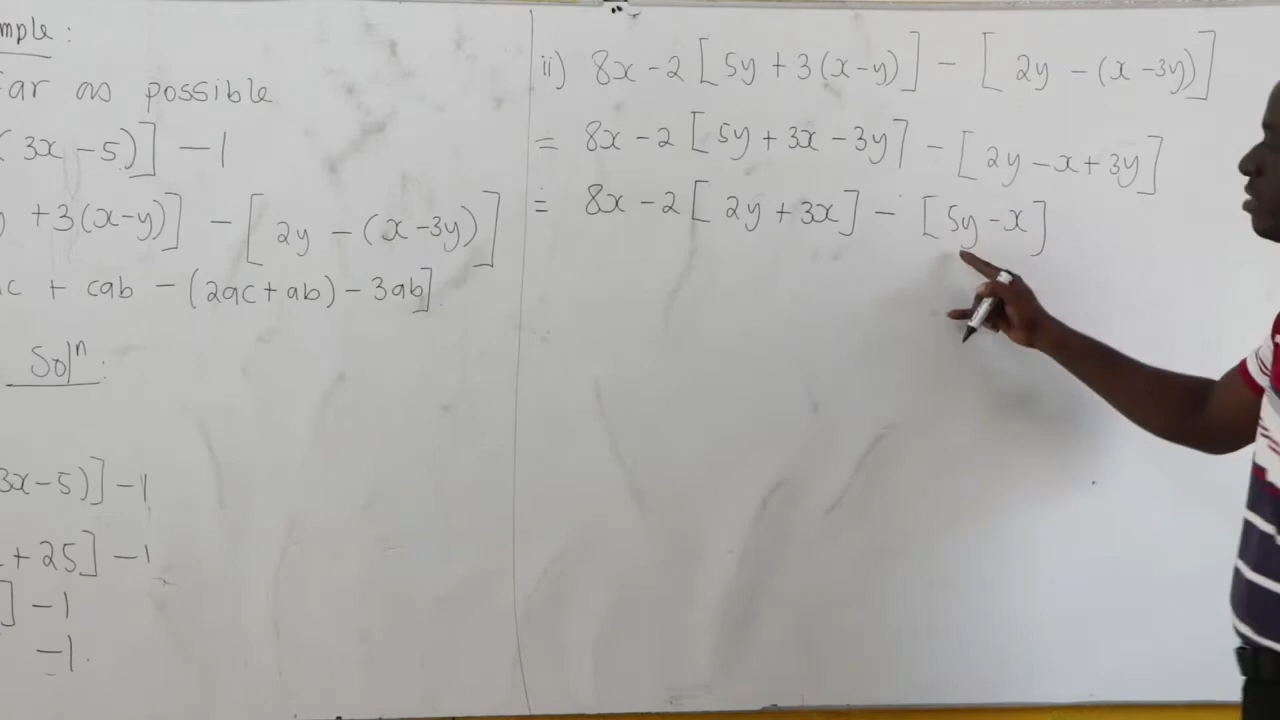 mple:
far as possible
( 3x - 5)] - 1
+ 3(x-y)] - [2y - (x - 3y)]
c + cab - (2ac + ab) - 3ab]
Solⁿ:
3x - 5)] - 1
+ 25] - 1
] - 1
- 1.
ii) 8x - 2[5y + 3(x - y)] - [2y - (x - 3y)]
= 8x - 2[5y + 3x - 3y] - [2y - x + 3y]
= 8x - 2[2y + 3x] - [5y - x]